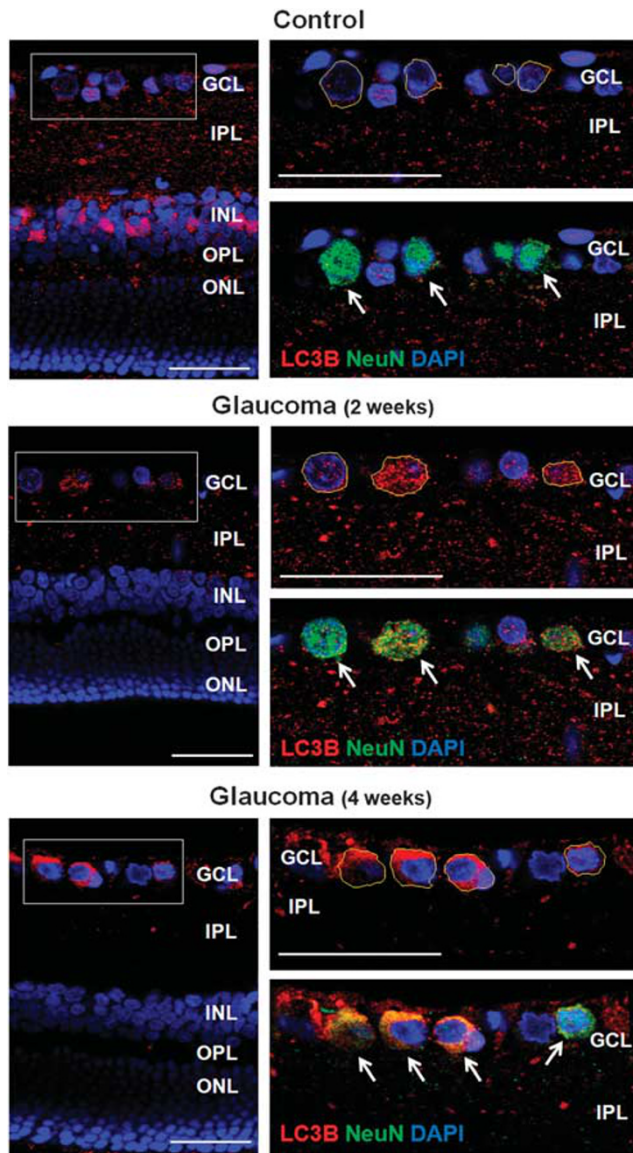 Control
GCL
IPL
INL
OPL
ONL
GCL
IPL
GCL
IPL
LC3B NeuN DAPI
Glaucoma (2 weeks)
GCL
IPL
INL
OPL
ONL
GCL
IPL
GCL
IPL
LC3B NeuN DAPI
Glaucoma (4 weeks)
GCL
IPL
INL
OPL
ONL
GCL
IPL
GCL
IPL
LC3B NeuN DAPI